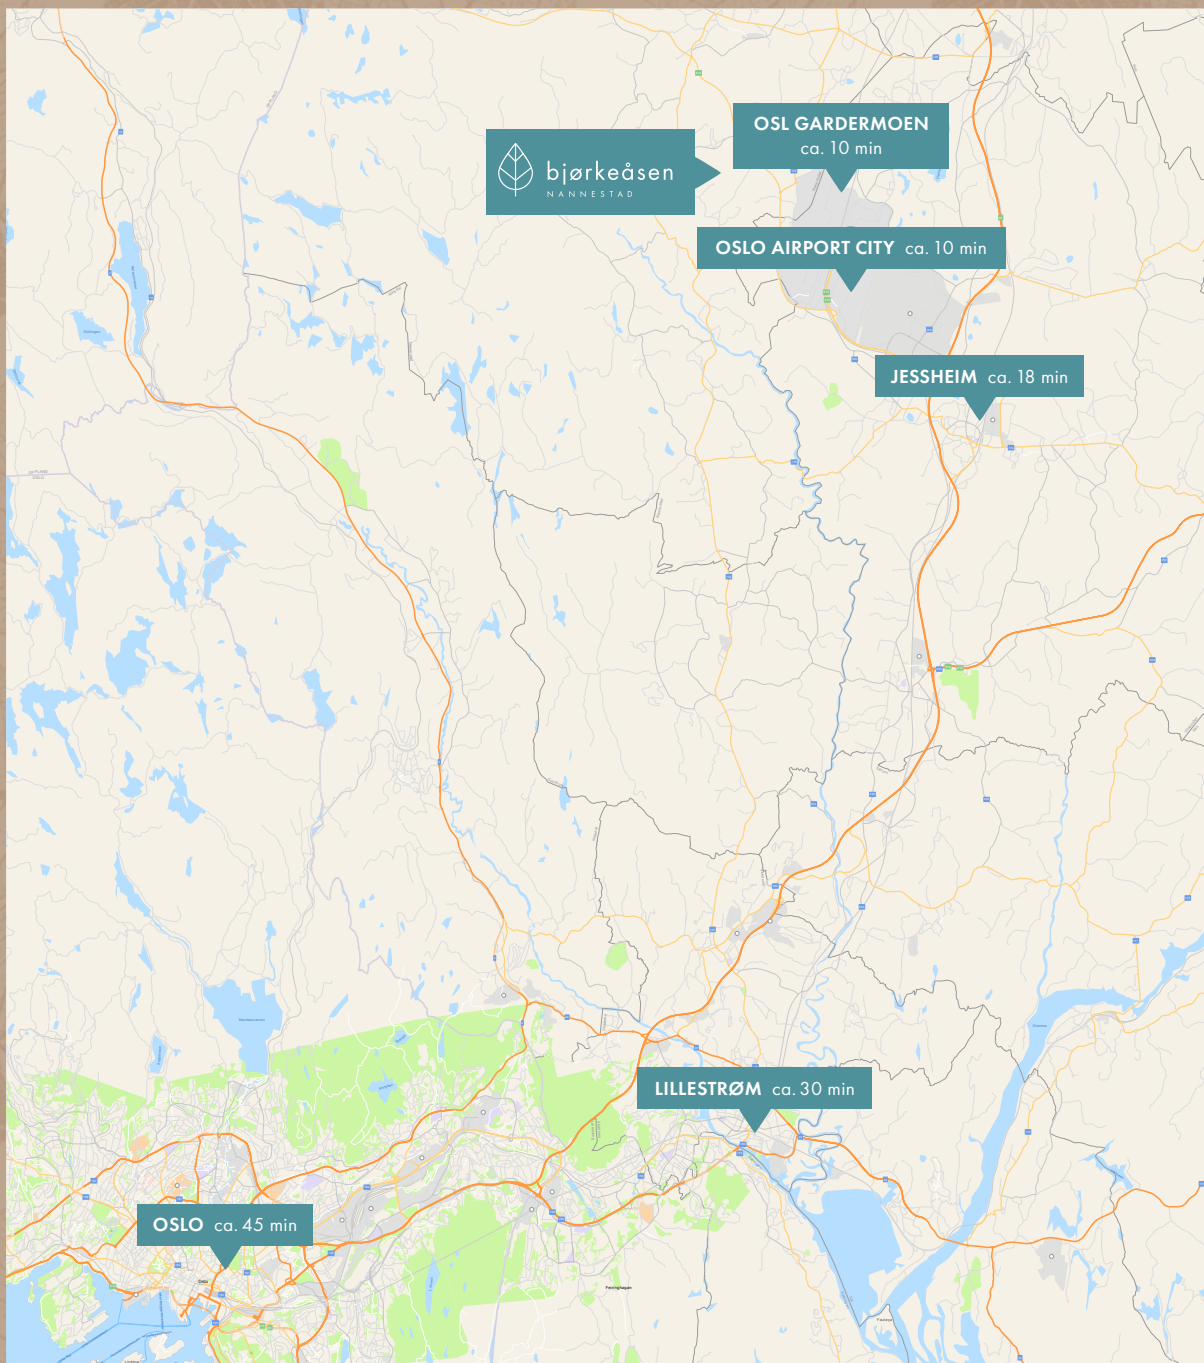 OSL GARDERMOEN
ca. 10 min
bjørkeåsen
NANNESTAD
OSLO AIRPORT CITY ca. 10 min
JESSHEIM ca. 18 min
LILLESTRØM ca. 30 min
OSLO ca. 45 min
Oslo